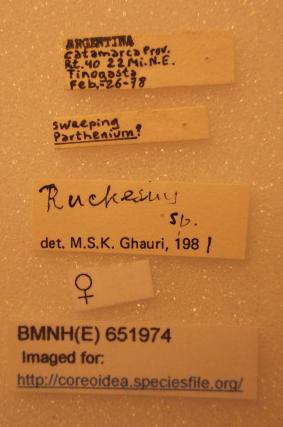 ARGENTINA
Catamarca Prov.
Rt. 40 22 Mi. N.E.
Tinogasta
Feb.-26-78
Sweeping
Parthenium?
Ruckesius
sp.
det. M.S.K. Ghauri, 1981
♀
BMNH(E) 651974
Imaged for:
http://coreoidea.speciesfile.org/